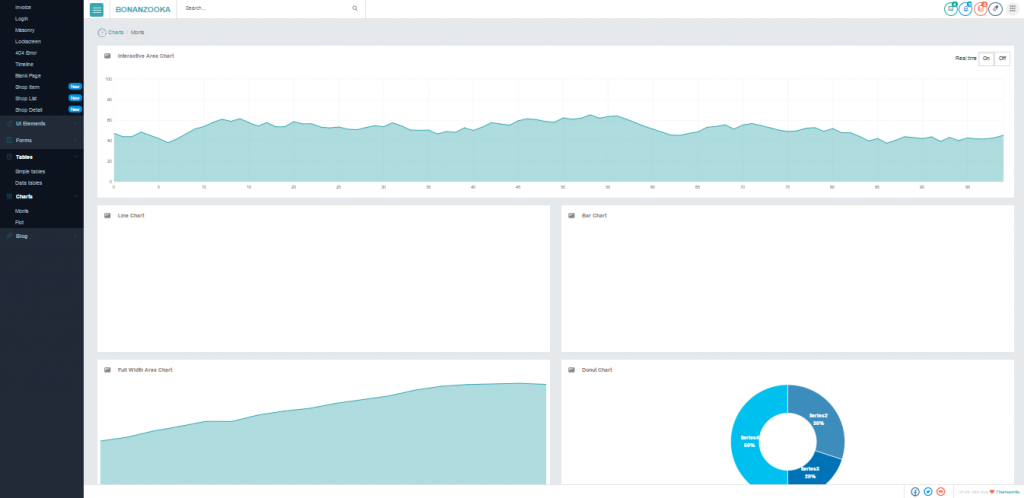 Invoice
Login
Masonry
Lockscreen
404 Error
Timeline
Blank Page
Shop Item New
Shop List New
Shop Detail New
UI Elements
Forms
Tables
Simple tables
Data tables
Charts
Morris
Flot
Blog
BONANZOOKA
Search...
Charts / Morris
Interactive Area Chart
Real time On Off
100
80
60
40
20
0
0 5 10 15 20 25 30 35 40 45 50 55 60 65 70 75 80 85 90 95
Line Chart
Bar Chart
Full Width Area Chart
Donut Chart
Series2
30%
Series3
20%
50%